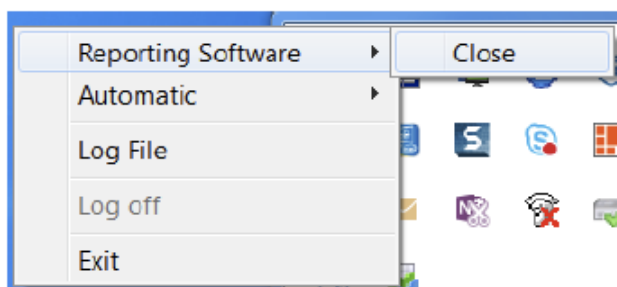 Reporting Software
Close
Automatic
Log File
Log off
Exit